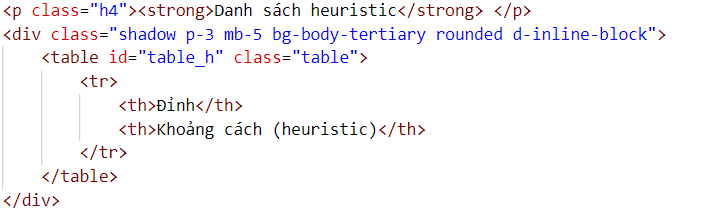 <p class="h4"><strong>Danh sách heuristic</strong> </p>
<div class="shadow p-3 mb-5 bg-body-tertiary rounded d-inline-block">
    <table id="table_h" class="table">
        <tr>
            <th>Đỉnh</th>
            <th>Khoảng cách (heuristic)</th>
        </tr>
    </table>
</div>